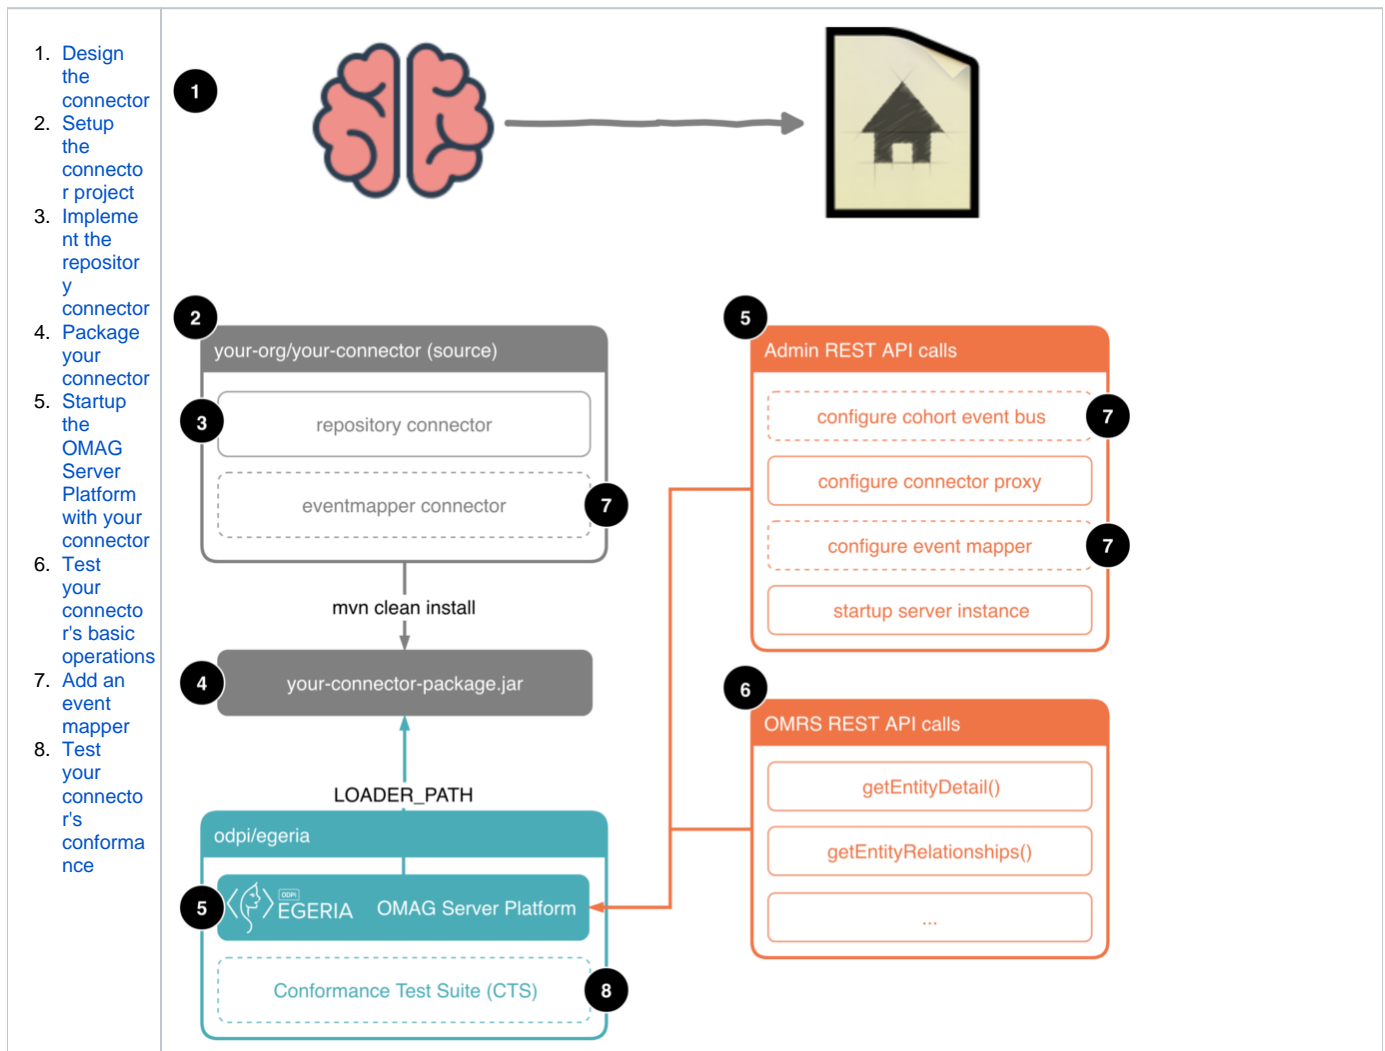 1. Design
the
connector
2. Setup
the
connecto
r project
3. Impleme
nt the
repositor
y
connector
4. Package
your
connector
5. Startup
the
OMAG
Server
Platform
with your
connector
6. Test
your
connecto
r's basic
operations
7. Add an
event
mapper
8. Test
your
connecto
r's
conforma
nce
1
2
your-org/your-connector (source)
3
repository connector
eventmapper connector
7
mvn clean install
4
your-connector-package.jar
LOADER_PATH
odpi/egeria
5
ODPi
EGERIA
OMAG Server Platform
Conformance Test Suite (CTS)
8
5
Admin REST API calls
configure cohort event bus
7
configure connector proxy
configure event mapper
7
startup server instance
6
OMRS REST API calls
getEntityDetail()
getEntityRelationships()
...